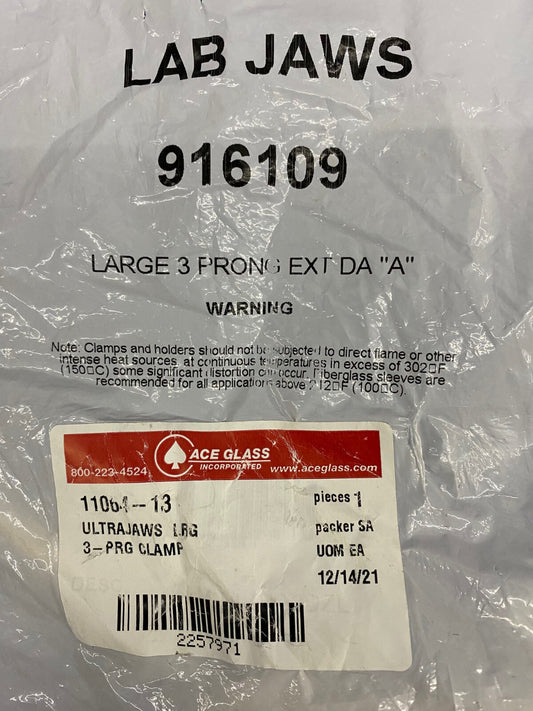 LAB JAWS
916109
LARGE 3 PRONG EXT DA "A"
WARNING
Note: Clamps and holders should not be subjected to direct flame or other
intense heat sources, at continuous temperatures in excess of 302□F
(150□C) some significant distortion can occur. Fiberglass sleeves are
recommended for all applications above 212□F (100□C).
800-223-4524
ACE GLASS
INCORPORATED
www.aceglass.com
11064-13
pieces 1
ULTRAJAWS LRG
packer SA
3-PRG CLAMP
UOM EA
12/14/21
2257971